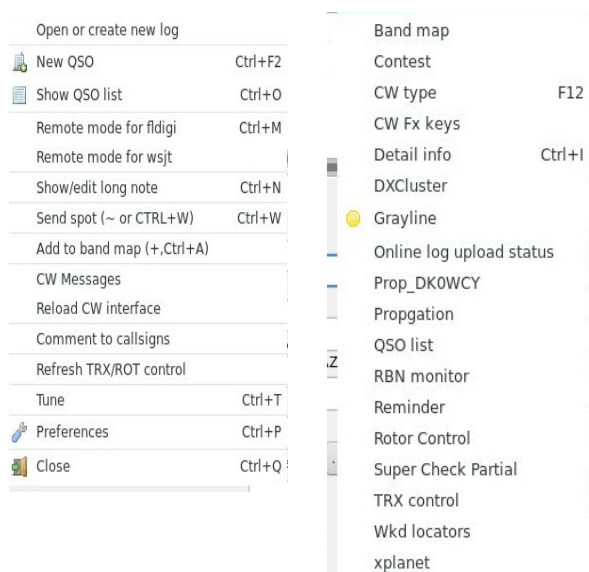 Open or create new log
New QSO Ctrl+F2
Show QSO list Ctrl+O
Remote mode for fldigi Ctrl+M
Remote mode for wsjt
Show/edit long note Ctrl+N
Send spot (~ or CTRL+W) Ctrl+W
Add to band map (+,Ctrl+A)
CW Messages
Reload CW interface
Comment to callsigns
Refresh TRX/ROT control
Tune Ctrl+T
Preferences Ctrl+P
Close Ctrl+Q
Band map
Contest
CW type F12
CW Fx keys
Detail info Ctrl+I
DXCluster
Grayline
Online log upload status
Prop_DK0WCY
Propgation
QSO list
RBN monitor
Reminder
Rotor Control
Super Check Partial
TRX control
Wkd locators
xplanet